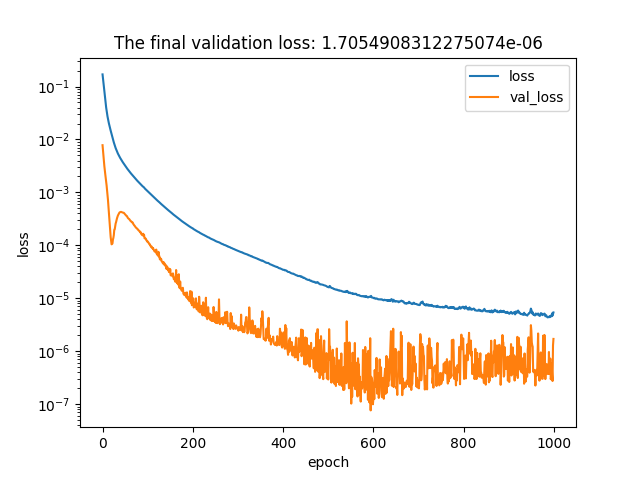 The final validation loss: 1.7054908312275074e-06
loss
val_loss
10⁻¹
10⁻²
10⁻³
10⁻⁴
10⁻⁵
10⁻⁶
10⁻⁷
loss
0 200 400 600 800 1000
epoch